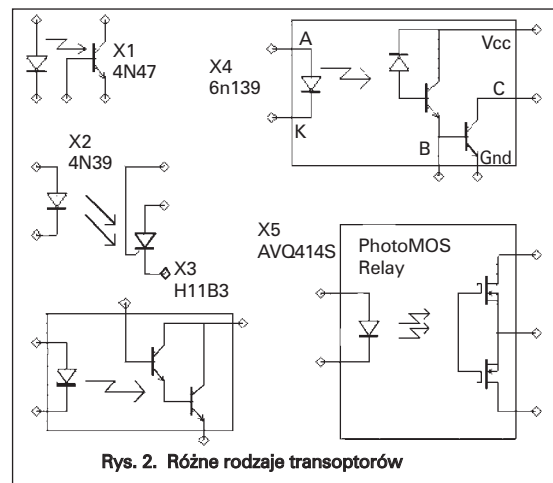 X1
4N47
X2
4N39
X3
H11B3
X4
6n139
A
K
Vcc
C
B
Gnd
X5
AVQ414S
PhotoMOS
Relay
Rys. 2. Różne rodzaje transoptorów